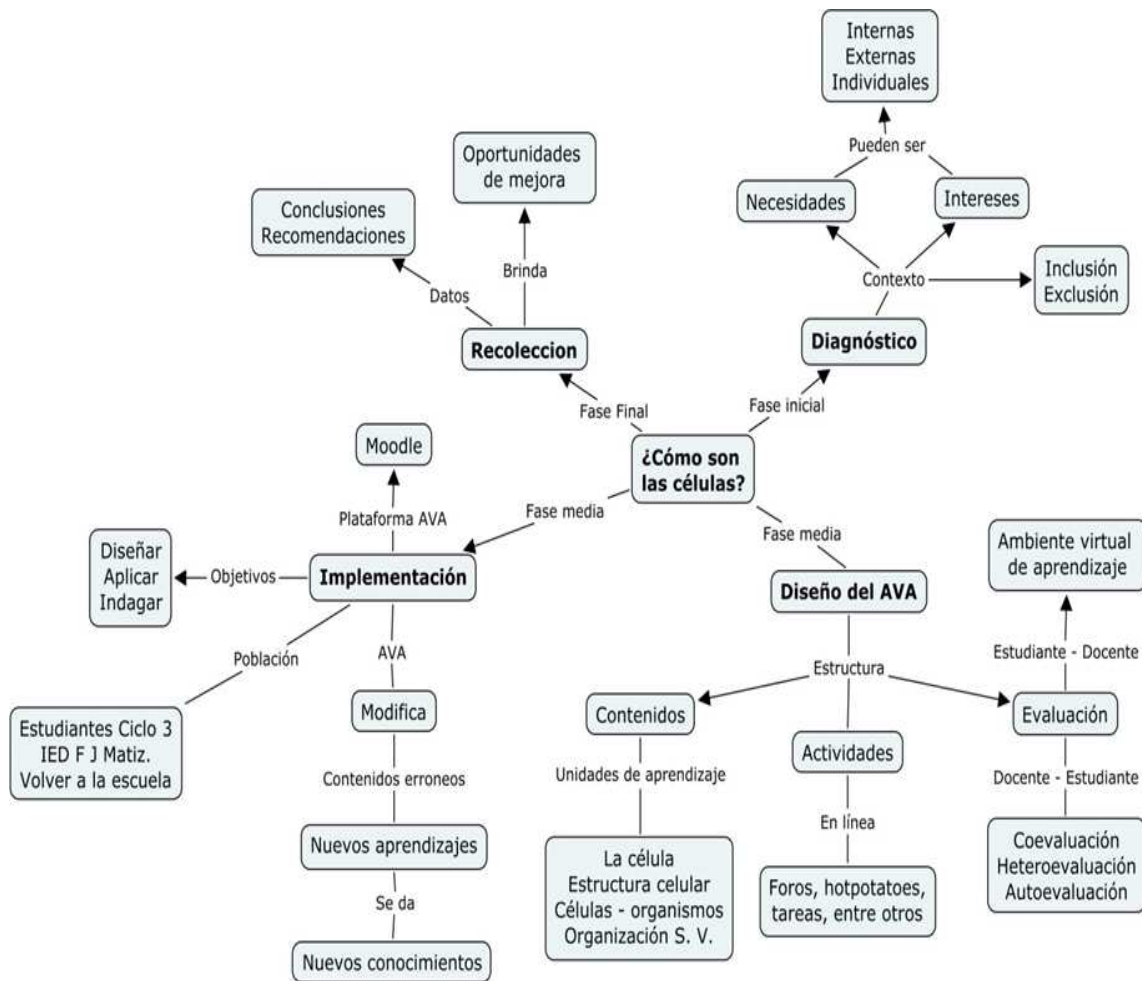 Internas
Externas
Individuales
Pueden ser
Oportunidades
de mejora
Necesidades
Intereses
Conclusiones
Recomendaciones
Brinda
Contexto
Inclusión
Exclusión
Datos
Recoleccion
Diagnóstico
Fase Final
Fase inicial
Moodle
¿Cómo son
las células?
Plataforma AVA
Fase media
Fase media
Diseñar
Aplicar
Indagar
Objetivos
Implementación
Diseño del AVA
Ambiente virtual
de aprendizaje
Población
AVA
Estructura
Estudiante - Docente
Estudiantes Ciclo 3
IED F J Matiz.
Volver a la escuela
Modifica
Contenidos
Actividades
Evaluación
Contenidos erroneos
Unidades de aprendizaje
Docente - Estudiante
Nuevos aprendizajes
En línea
La célula
Estructura celular
Células - organismos
Organización S. V.
Foros, hotpotatoes,
tareas, entre otros
Coevaluación
Heteroevaluación
Autoevaluación
Se da
Nuevos conocimientos